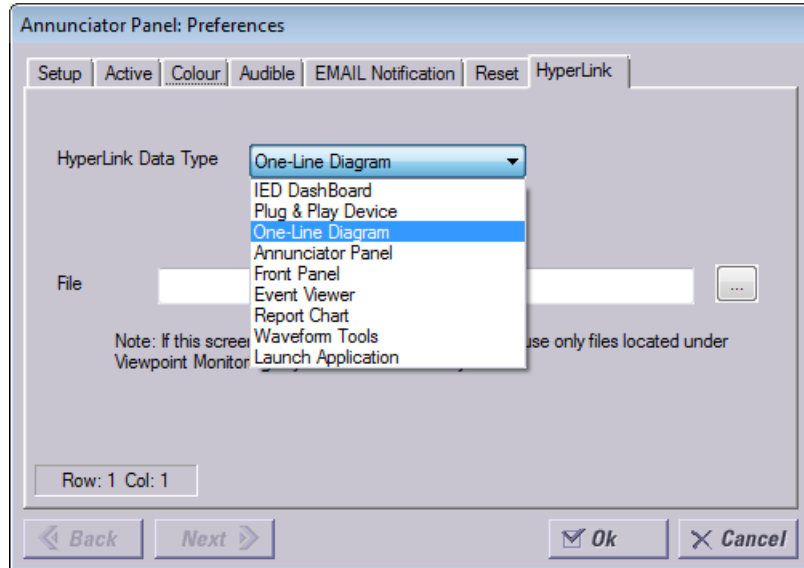 Annunciator Panel: Preferences
Setup Active Colour Audible EMAIL Notification Reset HyperLink
HyperLink Data Type One-Line Diagram
IED DashBoard
Plug & Play Device
One-Line Diagram
Annunciator Panel
Front Panel
Event Viewer
Report Chart
Waveform Tools
Launch Application
File ...
Note: If this use only files located under
Viewpoint
Row: 1 Col: 1
Back Next Ok Cancel